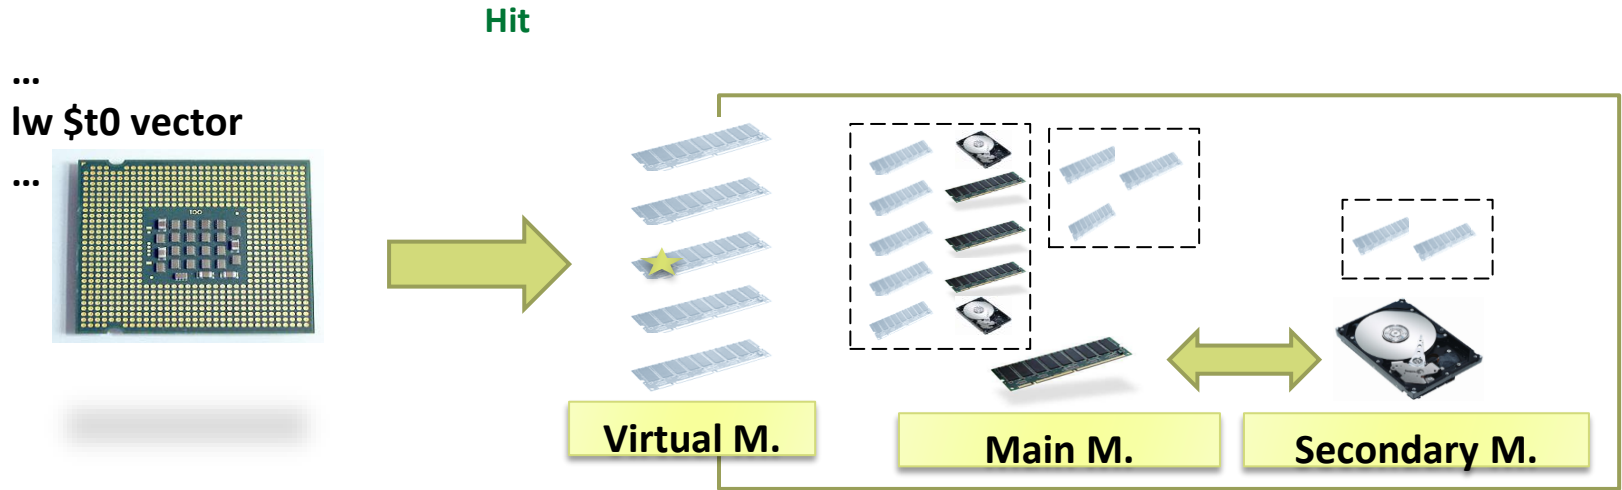 Hit
...
lw $t0 vector
...
Virtual M.
Main M.
Secondary M.